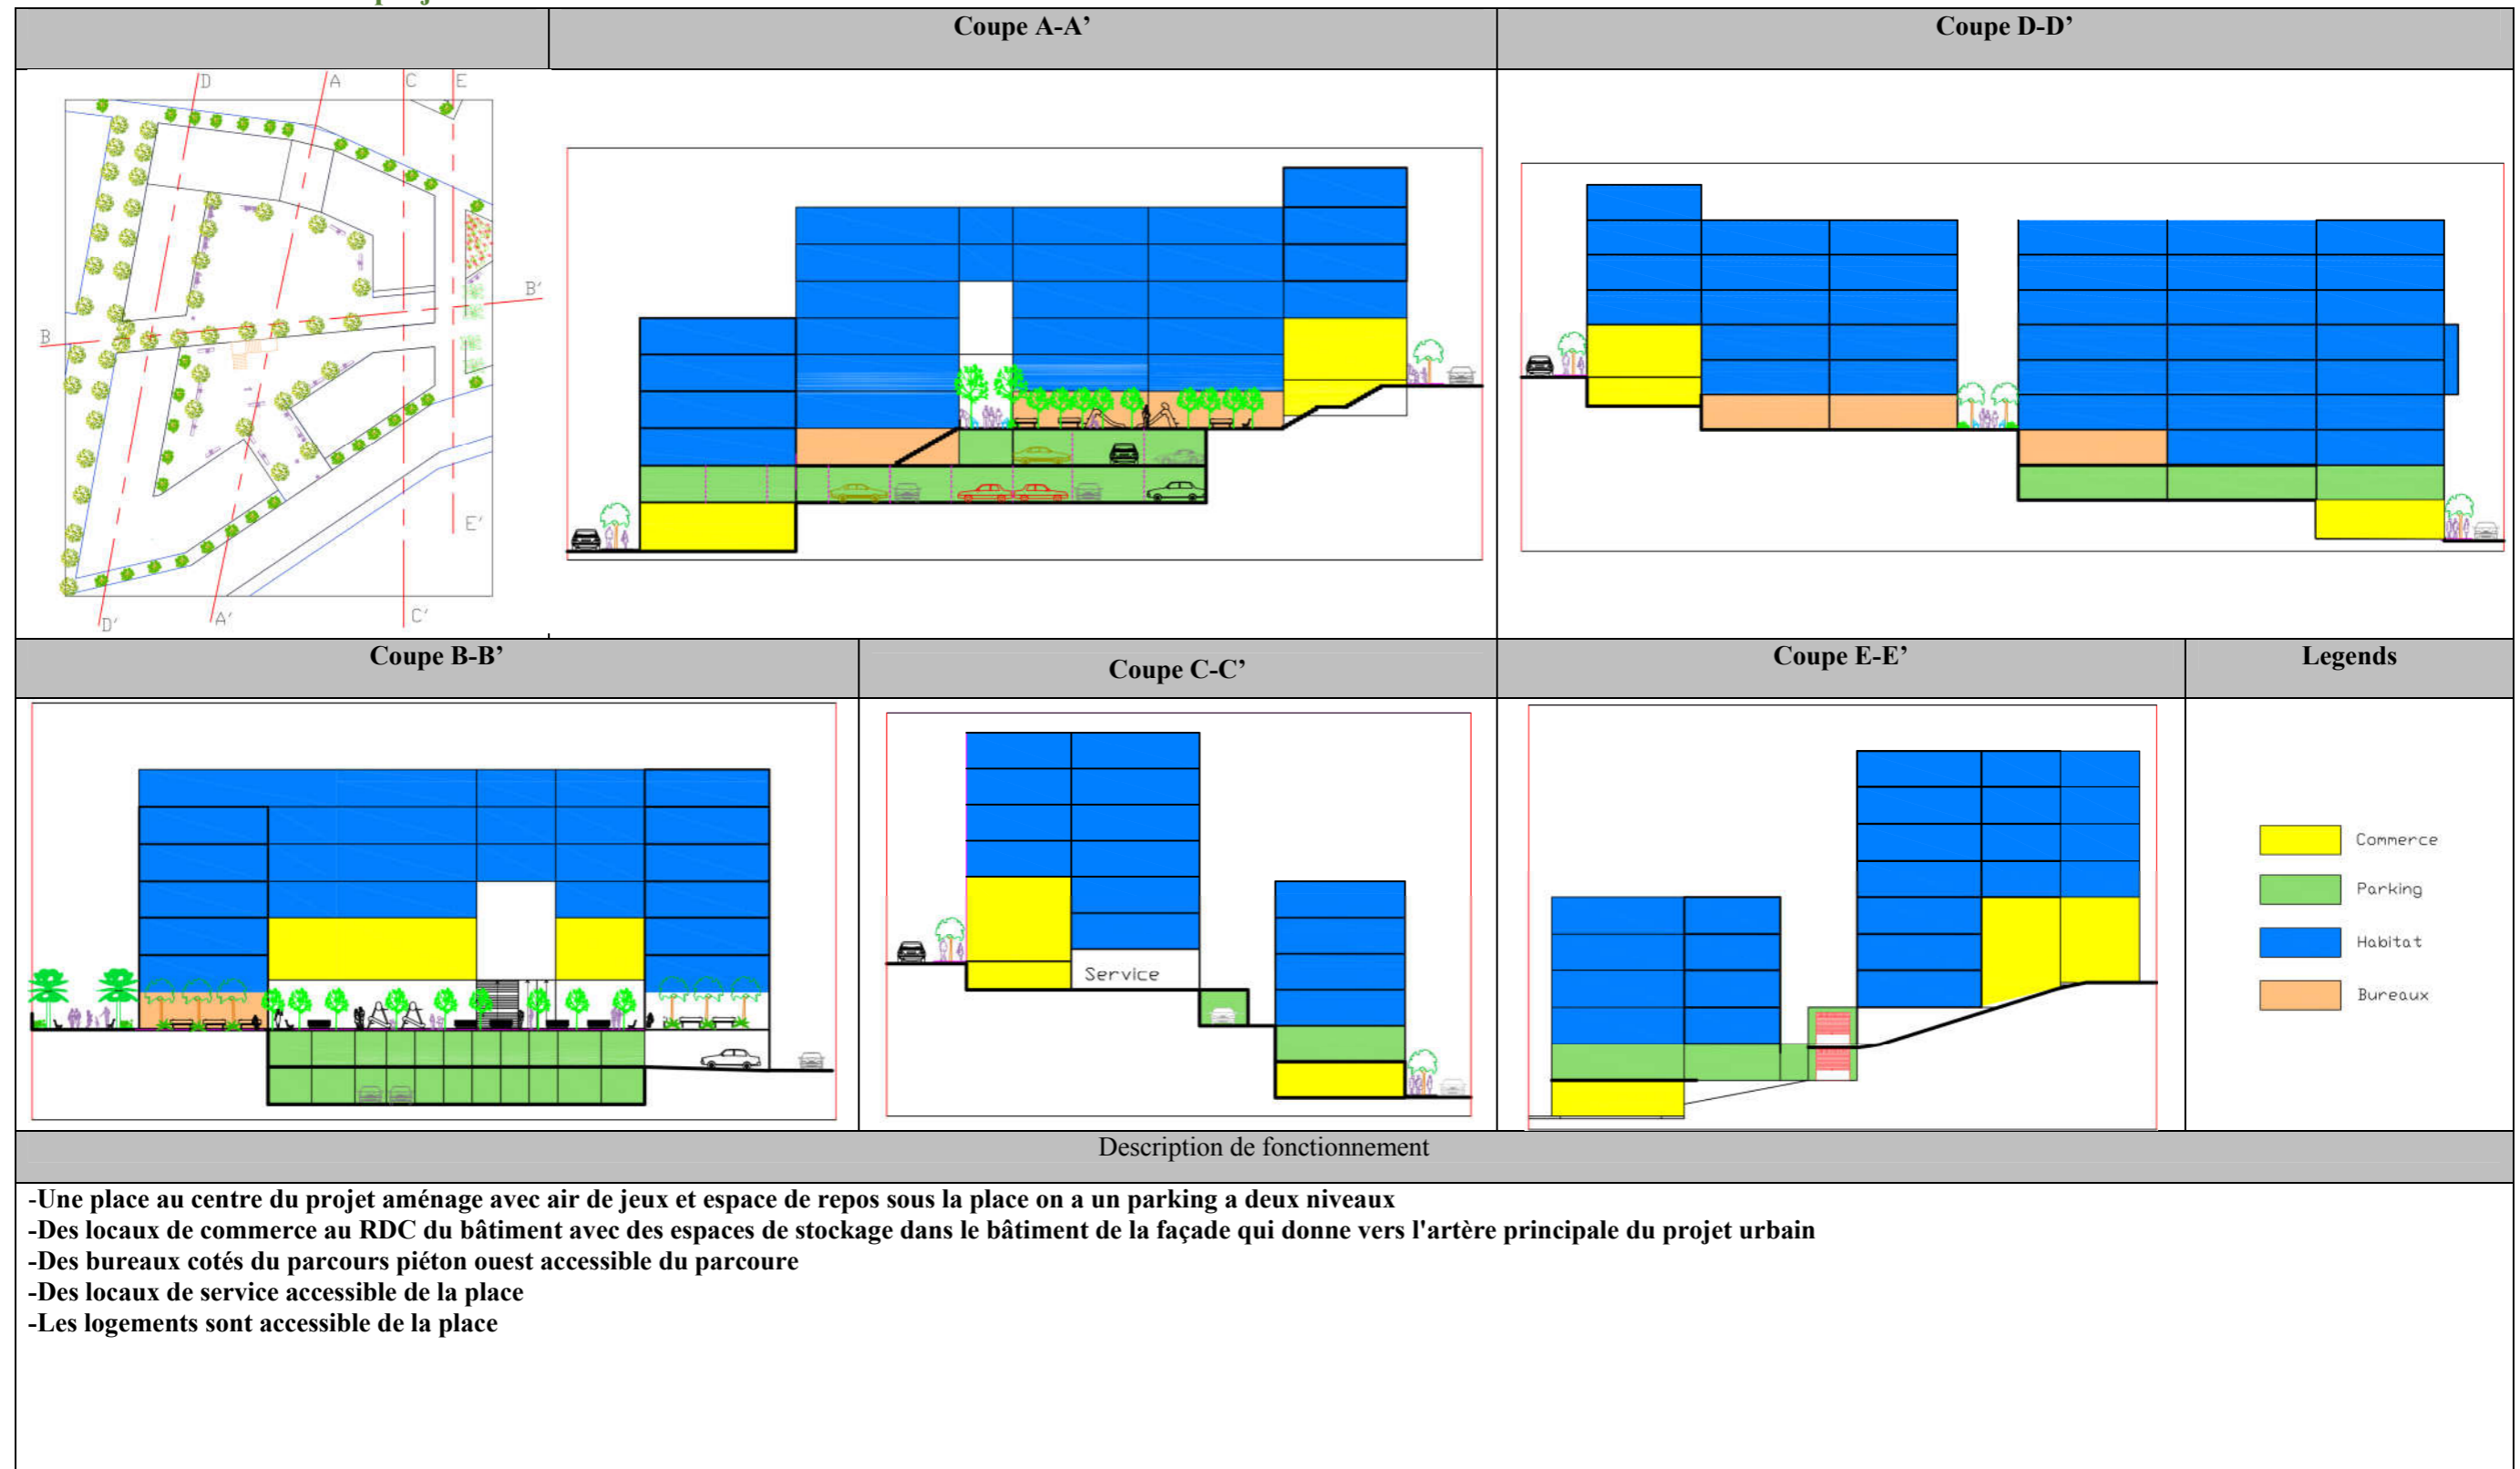 Coupe A-A’
Coupe D-D’
D
A
C
E
B'
B
E'
D'
A'
C'
Coupe B-B’
Coupe C-C’
Coupe E-E’
Legends
Service
Commerce
Parking
Habitat
Bureaux
Description de fonctionnement
-Une place au centre du projet aménage avec air de jeux et espace de repos sous la place on a un parking a deux niveaux
-Des locaux de commerce au RDC du bâtiment avec des espaces de stockage dans le bâtiment de la façade qui donne vers l'artère principale du projet urbain
-Des bureaux cotés du parcours piéton ouest accessible du parcoure
-Des locaux de service accessible de la place
-Les logements sont accessible de la place